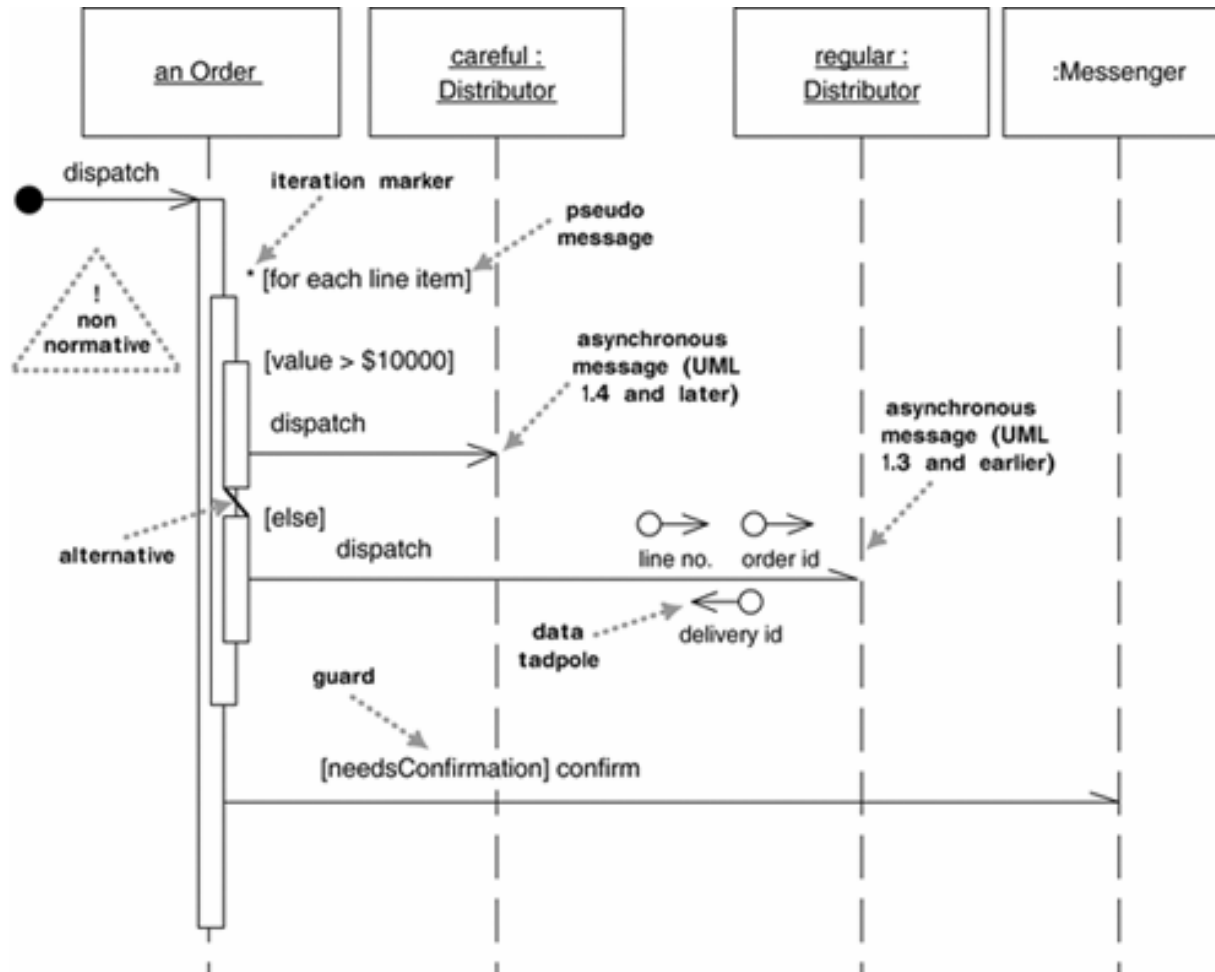 an Order
careful :
Distributor
regular :
Distributor
:Messenger
dispatch
iteration marker
pseudo
message
* [for each line item]
!
non
normative
[value > $10000]
asynchronous
message (UML
1.4 and later)
dispatch
asynchronous
message (UML
1.3 and earlier)
[else]
alternative
dispatch
line no.
order id
data
tadpole
delivery id
guard
[needsConfirmation] confirm